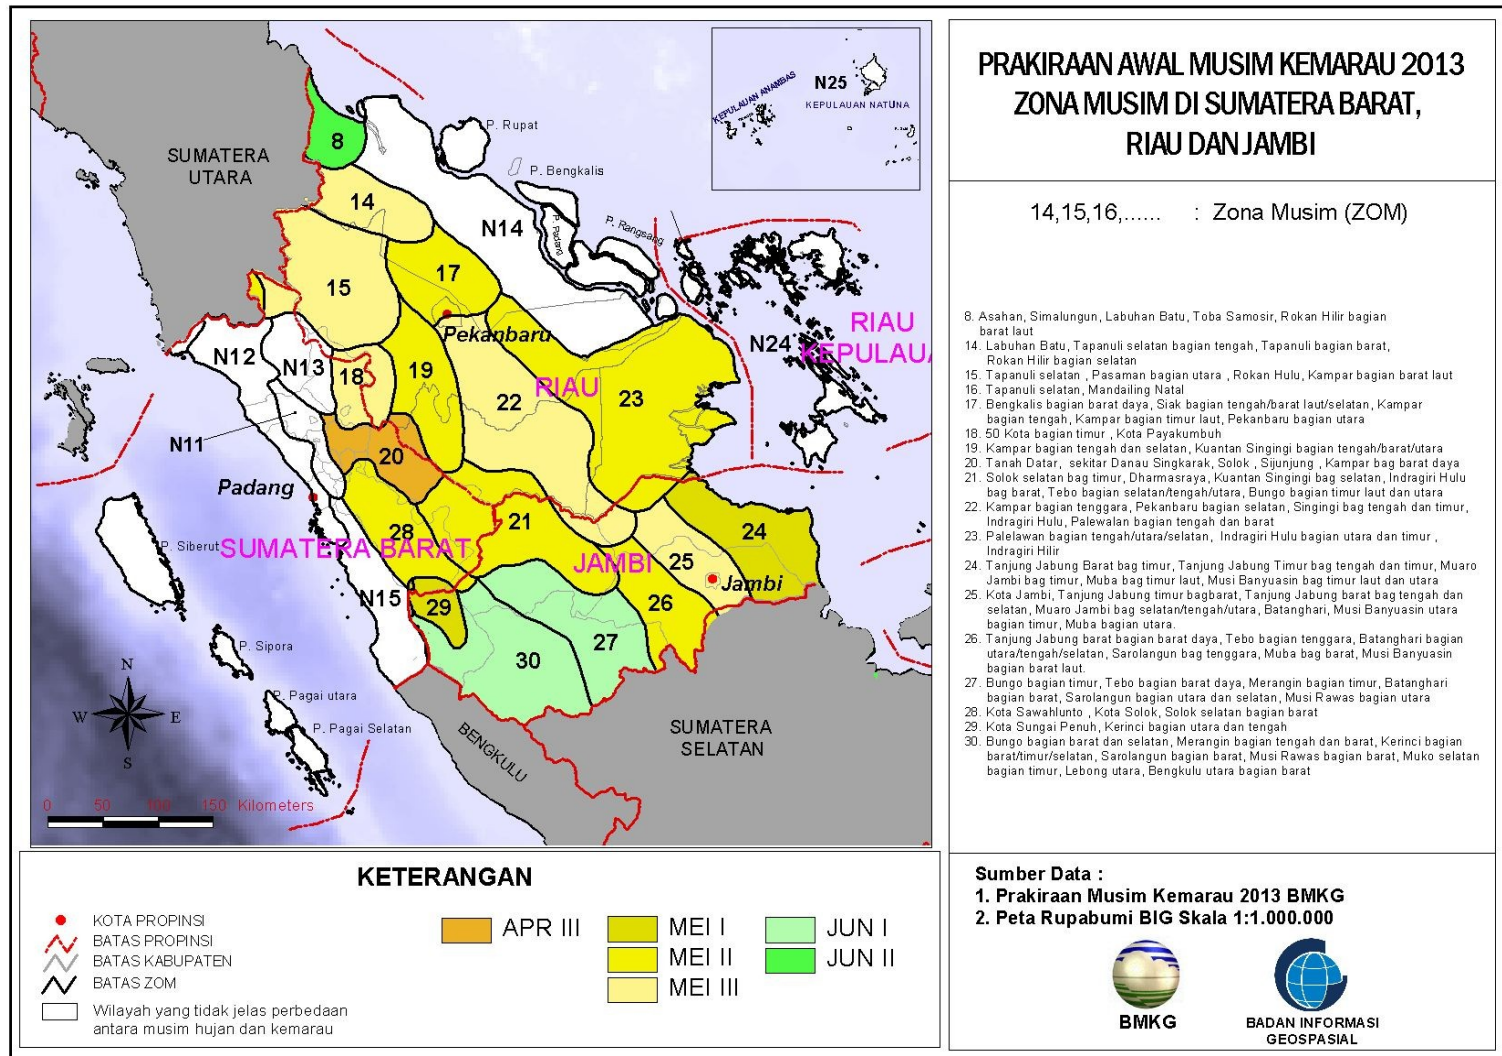 PRAKIRAAN AWAL MUSIM KEMARAU 2013
ZONA MUSIM DI SUMATERA BARAT,
RIAU DAN JAMBI
14,15,16,...... : Zona Musim (ZOM)
8. Asahan, Simalungun, Labuhan Batu, Toba Samosir, Rokan Hilir bagian
barat laut
14. Labuhan Batu, Tapanuli selatan bagian tengah, Tapanuli bagian barat,
Rokan Hilir bagian selatan
15. Tapanuli selatan , Pasaman bagian utara , Rokan Hulu, Kampar bagian barat laut
16. Tapanuli selatan, Mandailing Natal
17. Bengkalis bagian barat daya, Siak bagian tengah/barat laut/selatan, Kampar
bagian tengah, Kampar bagian timur laut, Pekanbaru bagian utara
18. 50 Kota bagian timur , Kota Payakumbuh
19. Kampar bagian tengah dan selatan, Kuantan Singingi bagian tengah/barat/utara
20. Tanah Datar, sekitar Danau Singkarak, Solok , Sijunjung , Kampar bag barat daya
21. Solok selatan bag timur, Dharmasraya, Kuantan Singingi bag selatan, Indragiri Hulu
bag barat, Tebo bagian selatan/tengah/utara, Bungo bagian timur laut dan utara
22. Kampar bagian tenggara, Pekanbaru bagian selatan, Singingi bag tengah dan timur,
Indragiri Hulu, Palewalan bagian tengah dan barat
23. Palelawan bagian tengah/utara/selatan, Indragiri Hulu bagian utara dan timur ,
Indragiri Hilir
24. Tanjung Jabung Barat bag timur, Tanjung Jabung Timur bag tengah dan timur, Muaro
Jambi bag timur, Muba bag timur laut, Musi Banyuasin bag timur laut dan utara
25. Kota Jambi, Tanjung Jabung timur bagbarat, Tanjung Jabung barat bag tengah dan
selatan, Muaro Jambi bag selatan/tengah/utara, Batanghari, Musi Banyuasin utara
bagian timur, Muba bagian utara.
26. Tanjung Jabung barat bagian barat daya, Tebo bagian tenggara, Batanghari bagian
utara/tengah/selatan, Sarolangun bag tenggara, Muba bag barat, Musi Banyuasin
bagian barat laut.
27. Bungo bagian timur, Tebo bagian barat daya, Merangin bagian timur, Batanghari
bagian barat, Sarolangun bagian utara dan selatan, Musi Rawas bagian utara
28. Kota Sawahlunto , Kota Solok, Solok selatan bagian barat
29. Kota Sungai Penuh, Kerinci bagian utara dan tengah
30. Bungo bagian barat dan selatan, Merangin bagian tengah dan barat, Kerinci bagian
barat/timur/selatan, Sarolangun bagian barat, Musi Rawas bagian barat, Muko selatan
bagian timur, Lebong utara, Bengkulu utara bagian barat
Sumber Data :
1. Prakiraan Musim Kemarau 2013 BMKG
2. Peta Rupabumi BIG Skala 1:1.000.000
BMKG
BADAN INFORMASI
GEOSPASIAL
SUMATERA
UTARA
8
P. Rupat
P. Bengkalis
P. Padang
P. Rangsang
N25
KEPULAUAN ANAMBAS
KEPULAUAN NATUNA
14
N14
15
17
Pekanbaru
N12
N13
18
19
RIAU
22
23
N24
RIAU
KEPULAUA
N11
20
Padang
21
28
24
SUMATERA BARAT
JAMBI
25
Jambi
P. Siberut
N15
29
26
27
30
P. Sipora
P. Pagai utara
P. Pagai Selatan
N
W
E
S
SUMATERA
SELATAN
BENGKULU
0 50 100 150 Kilometers
KETERANGAN
KOTA PROPINSI
BATAS PROPINSI
BATAS KABUPATEN
BATAS ZOM
Wilayah yang tidak jelas perbedaan
antara musim hujan dan kemarau
APR III
MEI I
MEI II
MEI III
JUN I
JUN II